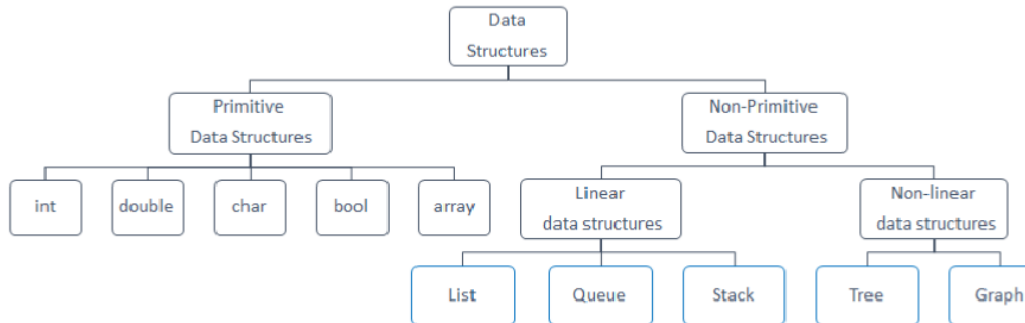 Data
Structures
Primitive
Data Structures
Non-Primitive
Data Structures
int
double
char
bool
array
Linear
data structures
Non-linear
data structures
List
Queue
Stack
Tree
Graph